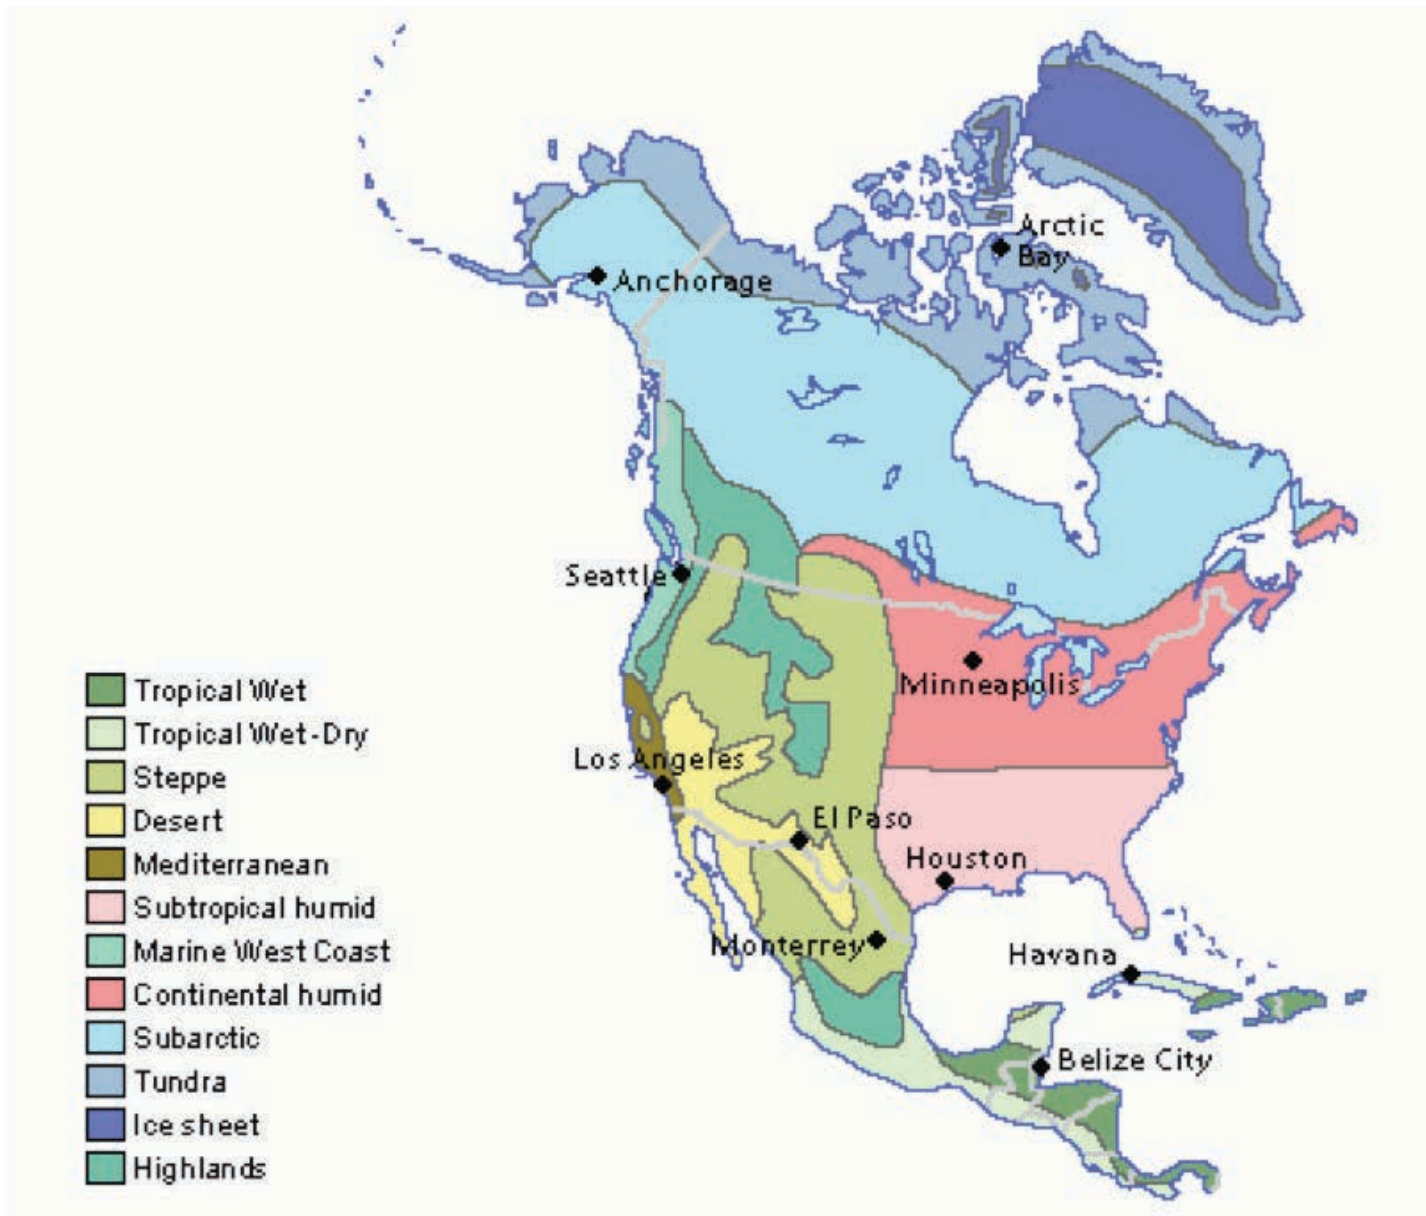 Arctic
Bay
Anchorage
Seattle
Minneapolis
Los Angeles
El Paso
Houston
Monterrey
Havana
Belize City
Tropical Wet
Tropical Wet-Dry
Steppe
Desert
Mediterranean
Subtropical humid
Marine West Coast
Continental humid
Subarctic
Tundra
Ice sheet
Highlands